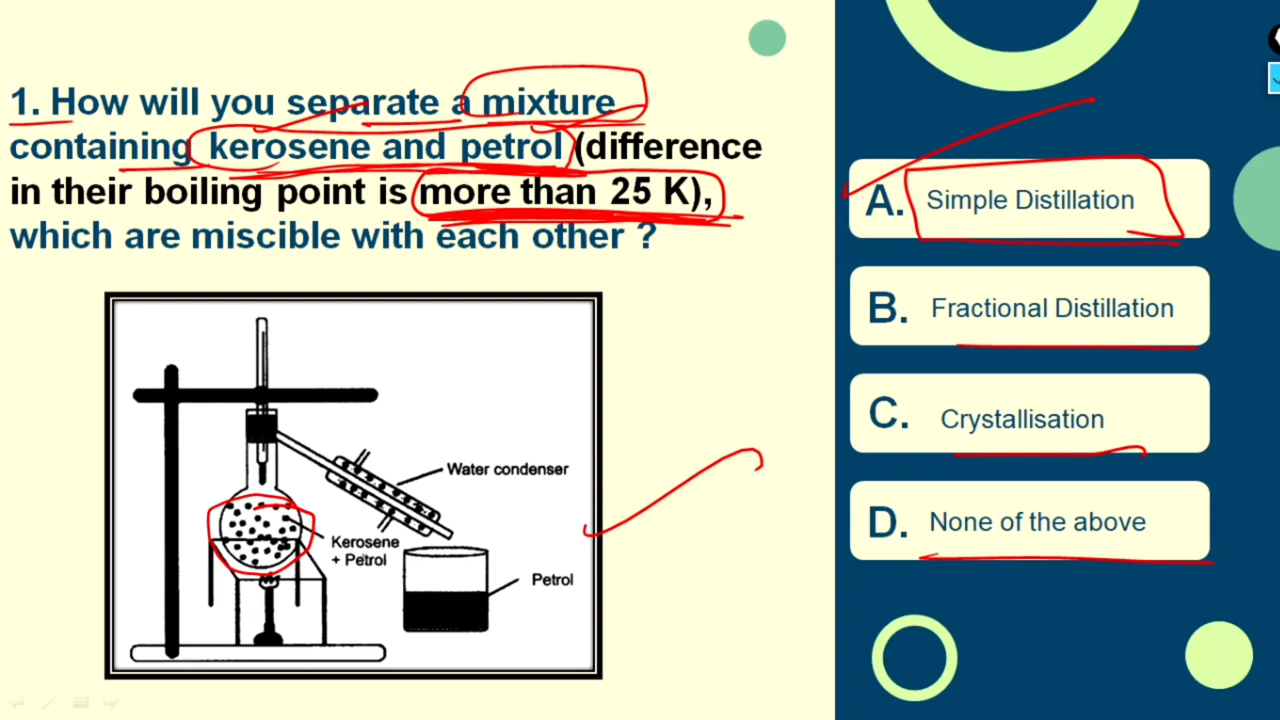 1. How will you separate a mixture
containing kerosene and petrol (difference
in their boiling point is more than 25 K),
which are miscible with each other ?
Water condenser
Kerosene
+ Petrol
Petrol
A. Simple Distillation
B. Fractional Distillation
C. Crystallisation
D. None of the above